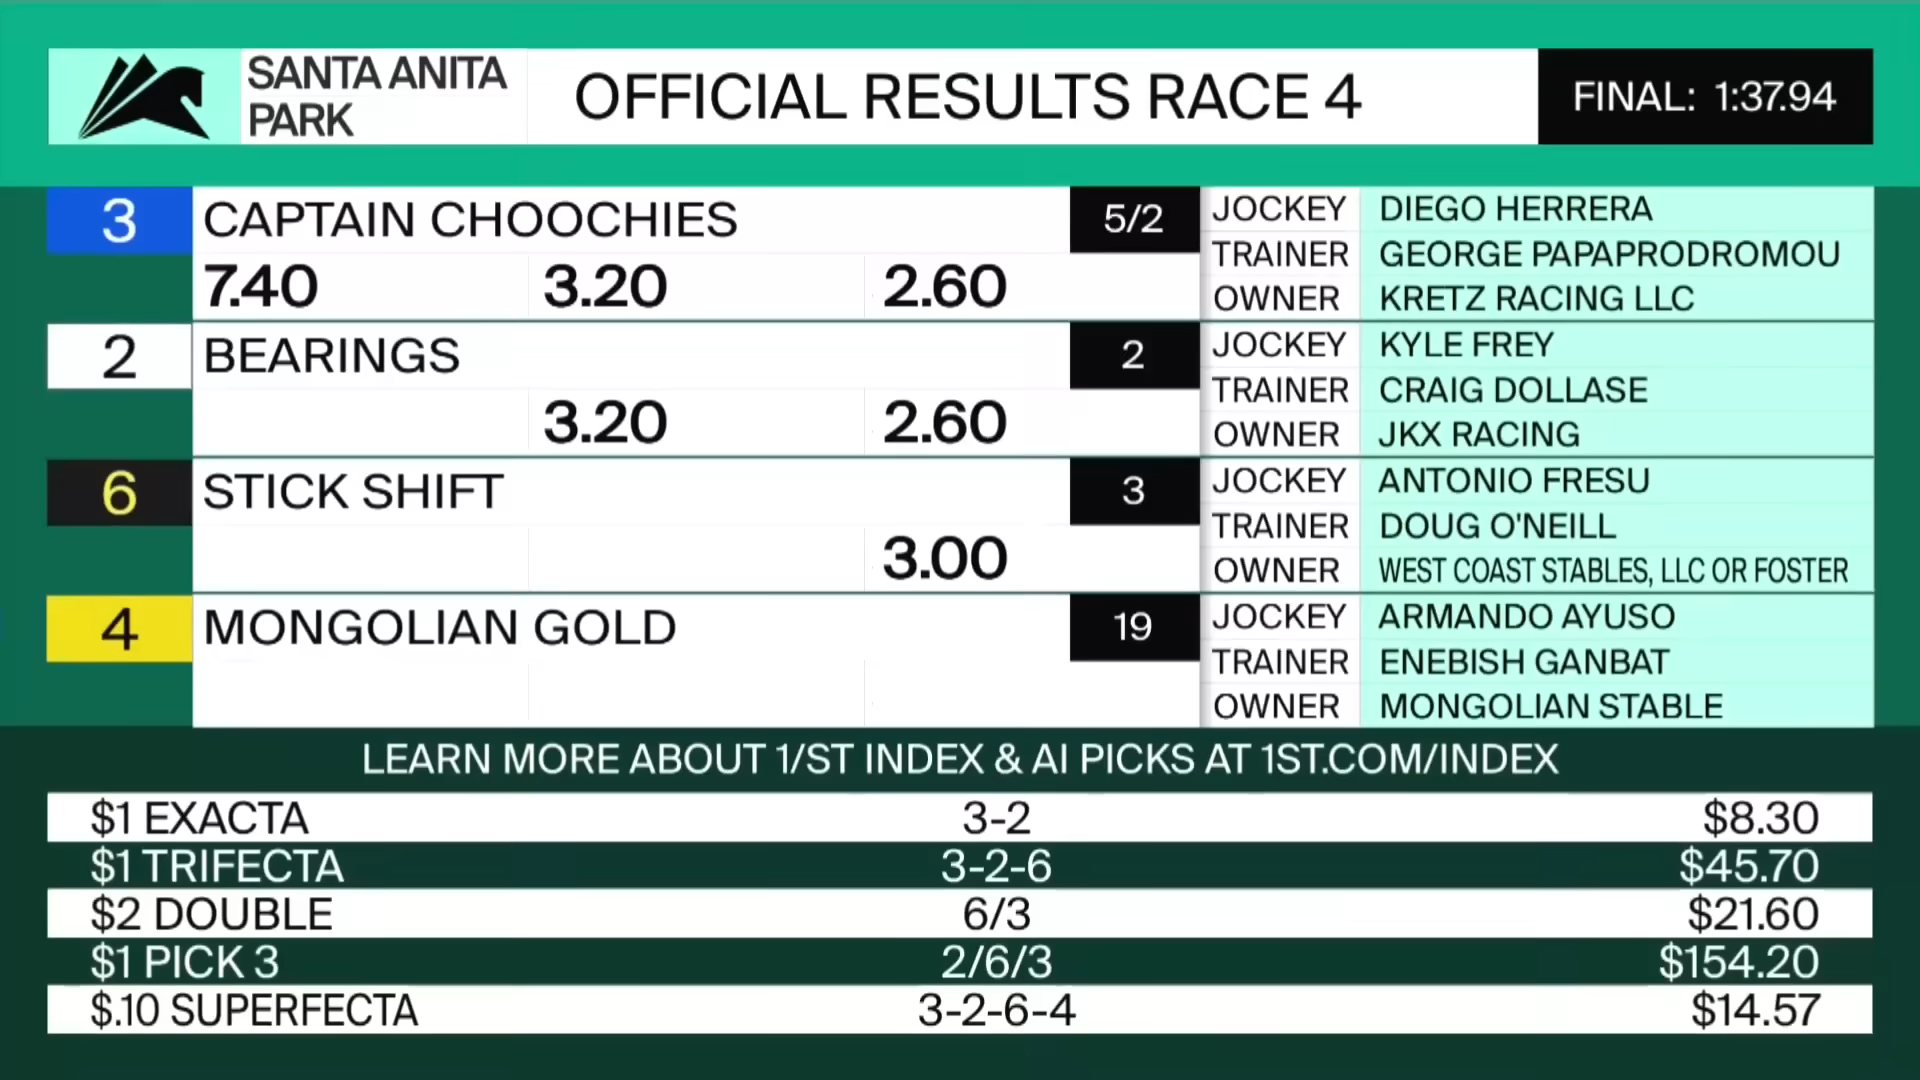 SANTA ANITA
PARK
OFFICIAL RESULTS RACE 4
FINAL: 1:37.94
3 CAPTAIN CHOOCHIES 5/2
7.40 3.20 2.60
JOCKEY DIEGO HERRERA
TRAINER GEORGE PAPAPRODROMOU
OWNER KRETZ RACING LLC
2 BEARINGS 2
3.20 2.60
JOCKEY KYLE FREY
TRAINER CRAIG DOLLASE
OWNER JKX RACING
6 STICK SHIFT 3
3.00
JOCKEY ANTONIO FRESU
TRAINER DOUG O'NEILL
OWNER WEST COAST STABLES, LLC OR FOSTER
4 MONGOLIAN GOLD 19
JOCKEY ARMANDO AYUSO
TRAINER ENEBISH GANBAT
OWNER MONGOLIAN STABLE
LEARN MORE ABOUT 1/ST INDEX & AI PICKS AT 1ST.COM/INDEX
$1 EXACTA 3-2 $8.30
$1 TRIFECTA 3-2-6 $45.70
$2 DOUBLE 6/3 $21.60
$1 PICK 3 2/6/3 $154.20
$.10 SUPERFECTA 3-2-6-4 $14.57